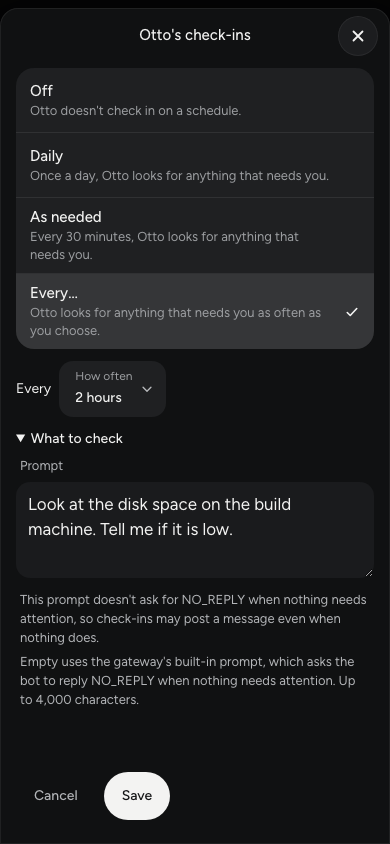 Otto's check-ins
Off
Otto doesn't check in on a schedule.
Daily
Once a day, Otto looks for anything that needs you.
As needed
Every 30 minutes, Otto looks for anything that
needs you.
Every...
Otto looks for anything that needs you as often as
you choose.
Every
How often
2 hours
What to check
Prompt
Look at the disk space on the build
machine. Tell me if it is low.
This prompt doesn't ask for NO_REPLY when nothing needs
attention, so check-ins may post a message even when
nothing does.
Empty uses the gateway's built-in prompt, which asks the
bot to reply NO_REPLY when nothing needs attention. Up
to 4,000 characters.
Cancel
Save